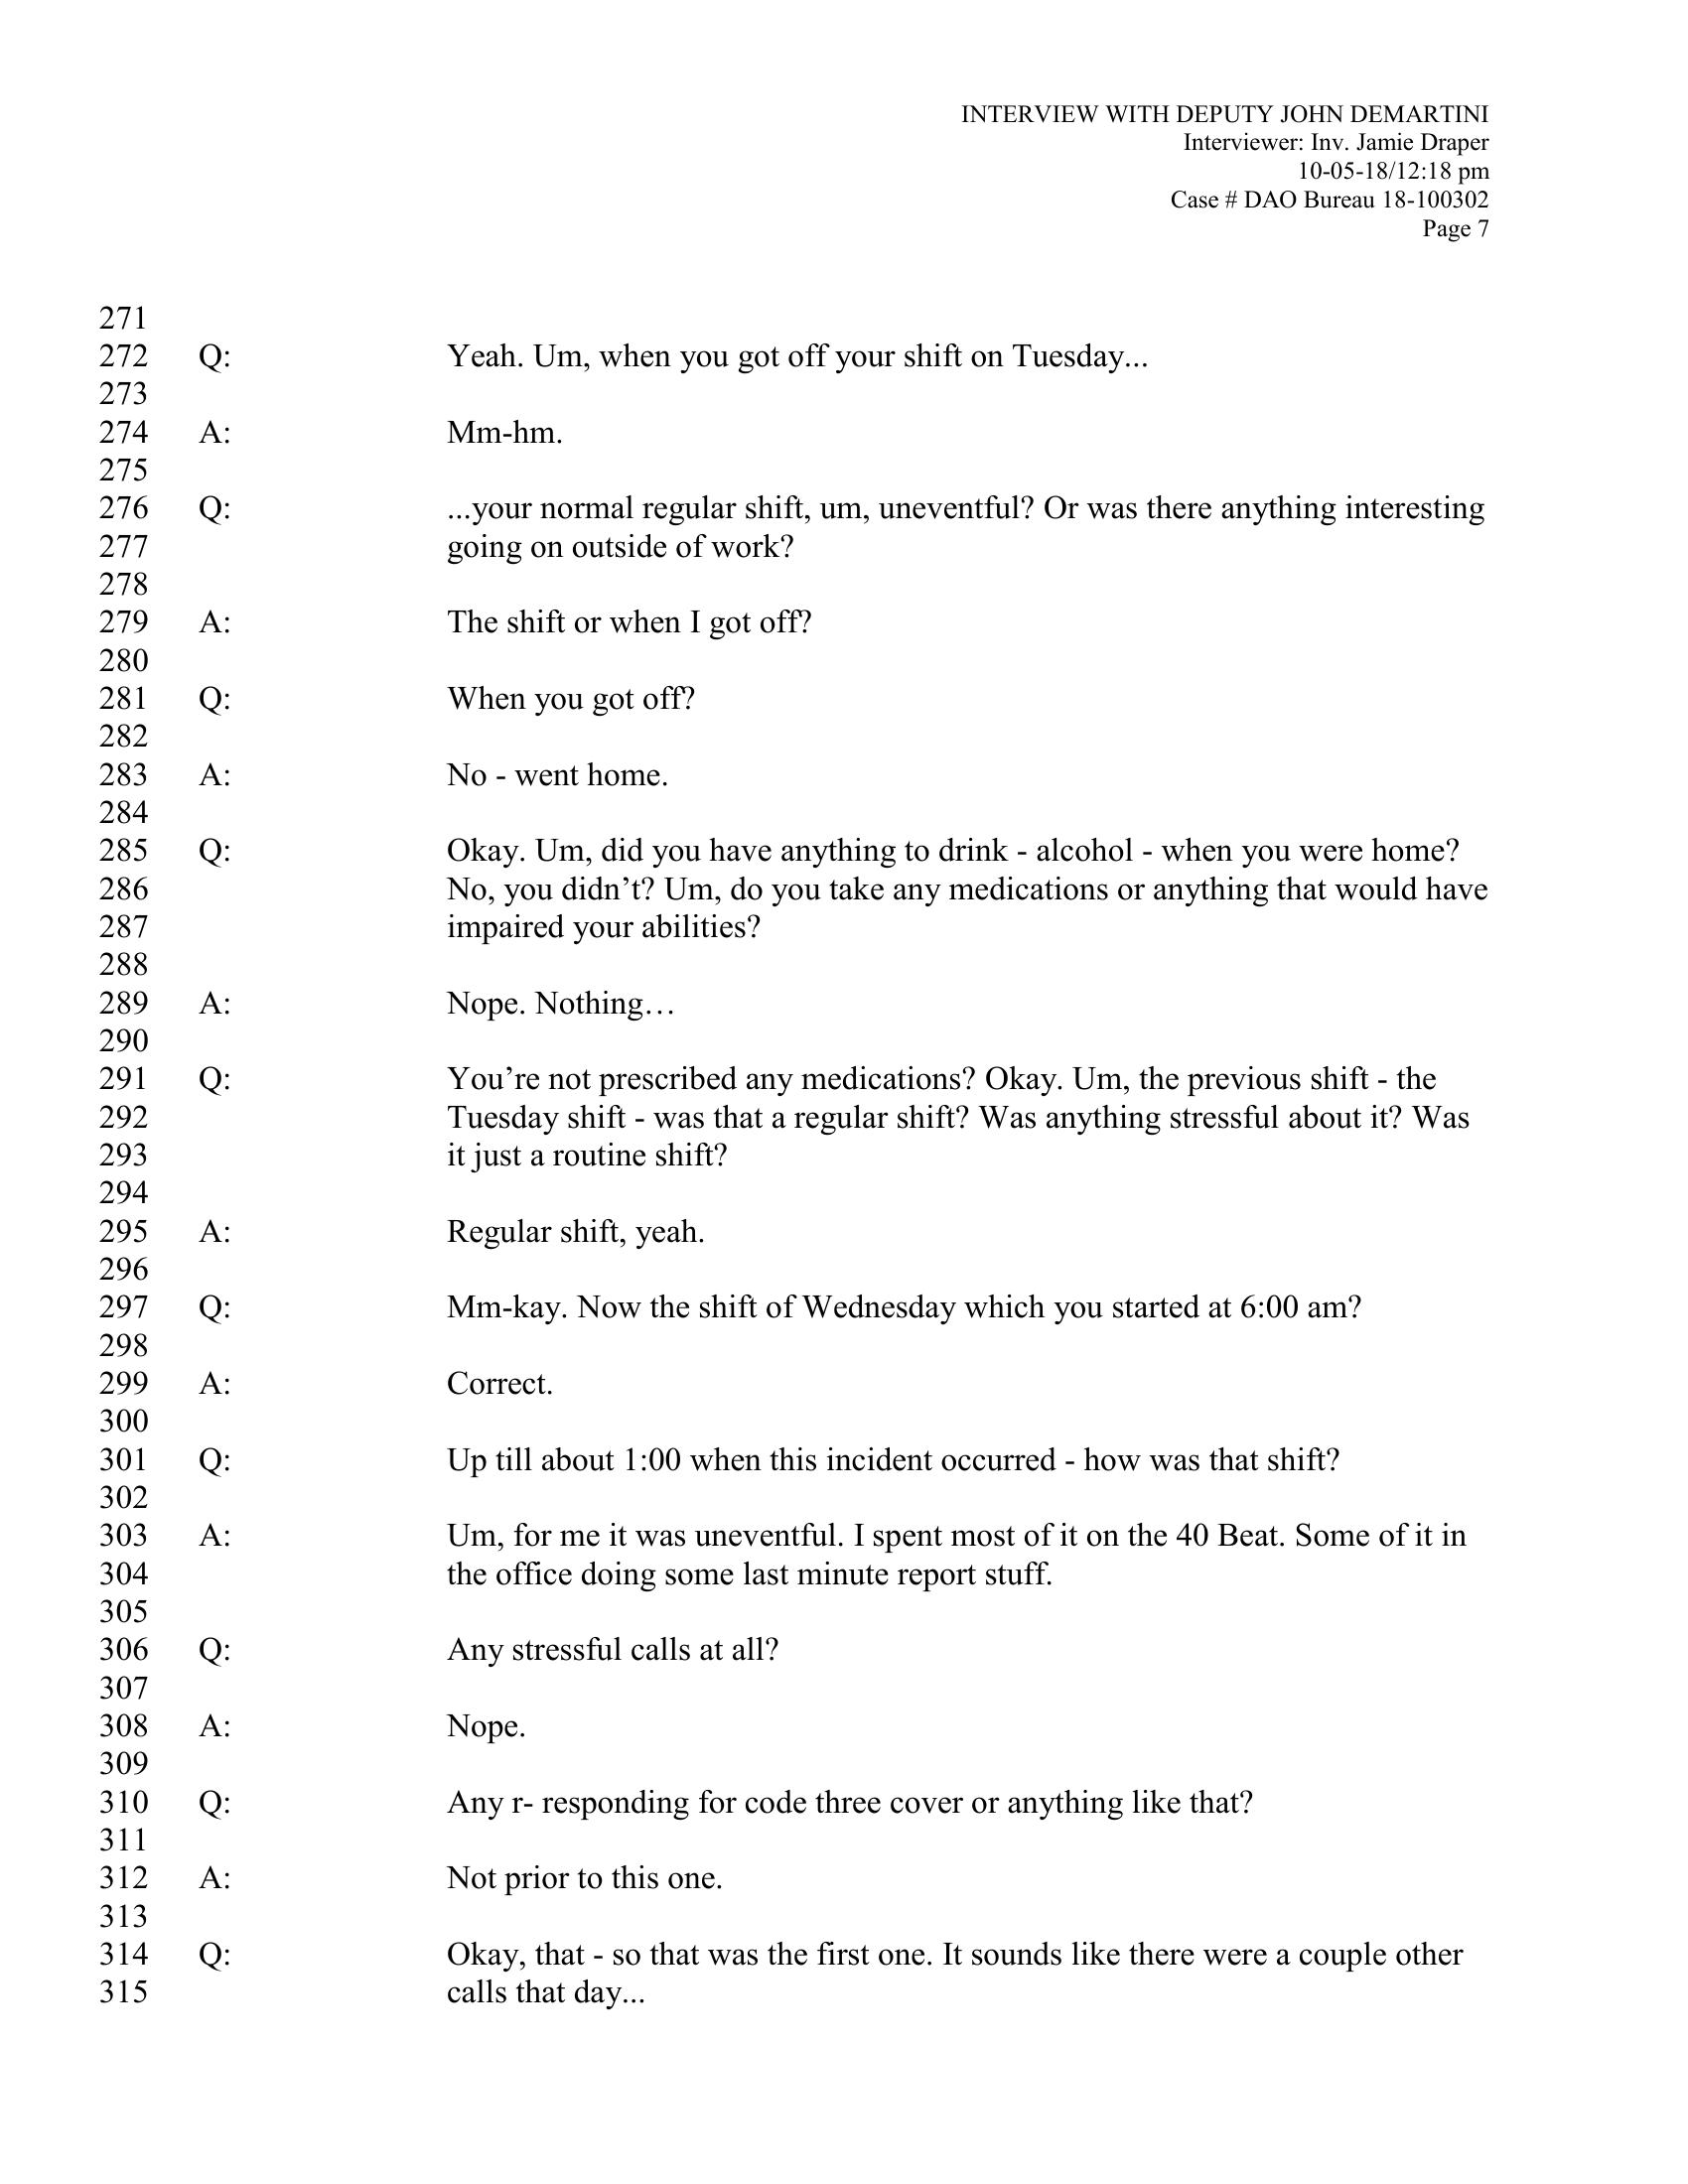 INTERVIEW WITH DEPUTY JOHN DEMARTINI
Interviewer: Inv. Jamie Draper
10-05-18/12:18 pm
Case # DAO Bureau 18-100302
Page 7
271
272 Q: Yeah. Um, when you got off your shift on Tuesday...
273
274 A: Mm-hm.
275
276 Q: ...your normal regular shift, um, uneventful? Or was there anything interesting
277 going on outside of work?
278
279 A: The shift or when I got off?
280
281 Q: When you got off?
282
283 A: No - went home.
284
285 Q: Okay. Um, did you have anything to drink - alcohol - when you were home?
286 No, you didn’t? Um, do you take any medications or anything that would have
287 impaired your abilities?
288
289 A: Nope. Nothing…
290
291 Q: You’re not prescribed any medications? Okay. Um, the previous shift - the
292 Tuesday shift - was that a regular shift? Was anything stressful about it? Was
293 it just a routine shift?
294
295 A: Regular shift, yeah.
296
297 Q: Mm-kay. Now the shift of Wednesday which you started at 6:00 am?
298
299 A: Correct.
300
301 Q: Up till about 1:00 when this incident occurred - how was that shift?
302
303 A: Um, for me it was uneventful. I spent most of it on the 40 Beat. Some of it in
304 the office doing some last minute report stuff.
305
306 Q: Any stressful calls at all?
307
308 A: Nope.
309
310 Q: Any r- responding for code three cover or anything like that?
311
312 A: Not prior to this one.
313
314 Q: Okay, that - so that was the first one. It sounds like there were a couple other
315 calls that day...